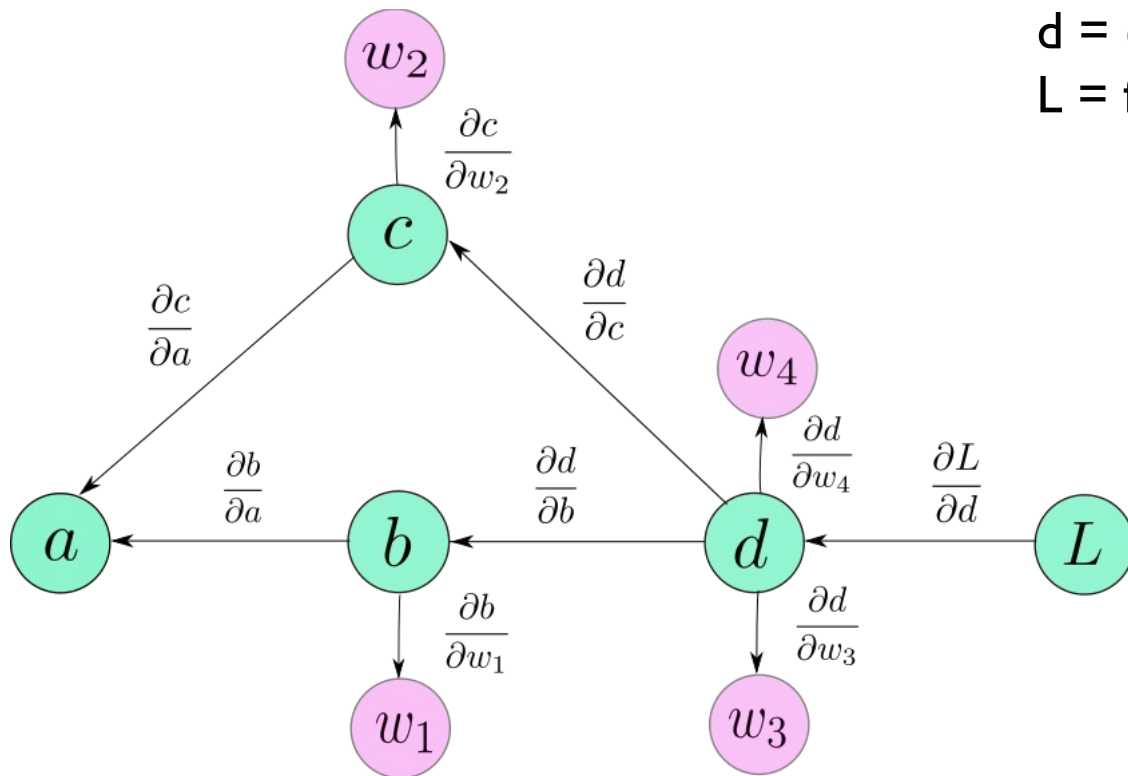 d =
L =
w₂
∂c/∂w₂
c
∂c/∂a
∂d/∂c
w₄
∂d/∂w₄
∂L/∂d
∂b/∂a
∂d/∂b
a
b
d
L
∂b/∂w₁
∂d/∂w₃
w₁
w₃